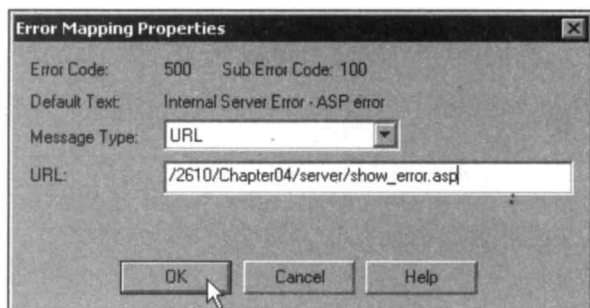 Error Mapping Properties
Error Code: 500 Sub Error Code: 100
Default Text: Internal Server Error - ASP error
Message Type: URL
URL: /2610/Chapter04/server/show_error.asp
OK Cancel Help